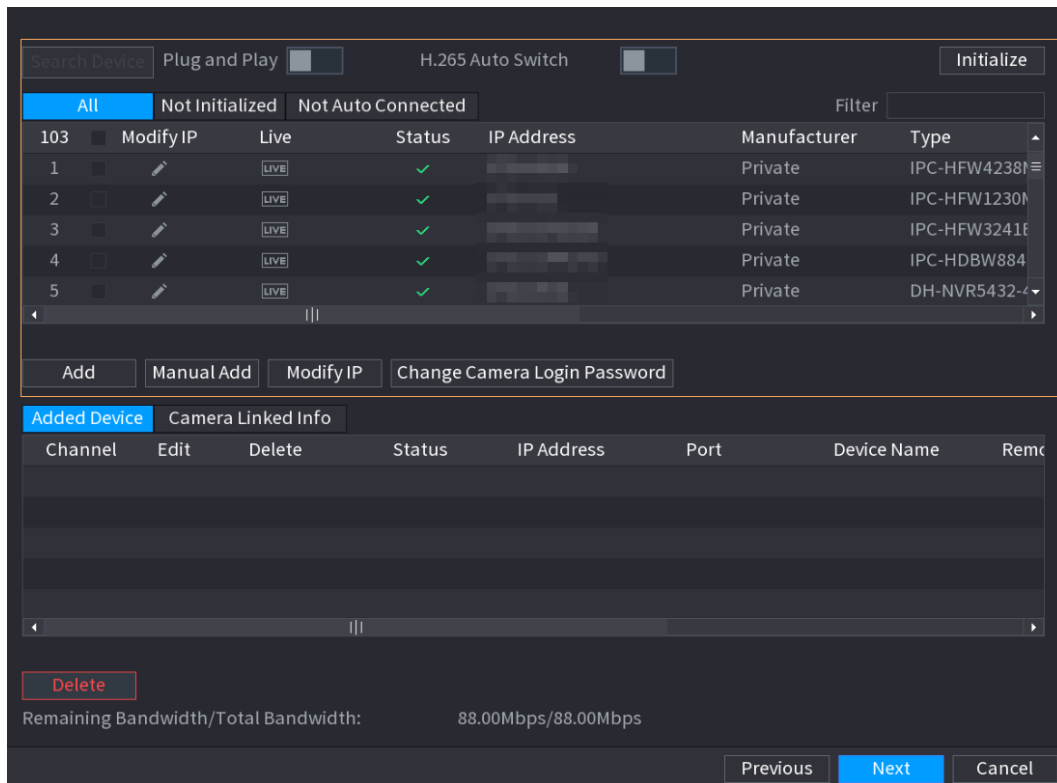 Search Device Plug and Play H.265 Auto Switch Initialize
All Not Initialized Not Auto Connected Filter
103 Modify IP Live Status IP Address Manufacturer Type
1 LIVE Private IPC-HFW4238
2 LIVE Private IPC-HFW1230
3 LIVE Private IPC-HFW3241
4 LIVE Private IPC-HDBW884
5 LIVE Private DH-NVR5432-
Add Manual Add Modify IP Change Camera Login Password
Added Device Camera Linked Info
Channel Edit Delete Status IP Address Port Device Name Remo
Delete
Remaining Bandwidth/Total Bandwidth: 88.00Mbps/88.00Mbps
Previous Next Cancel